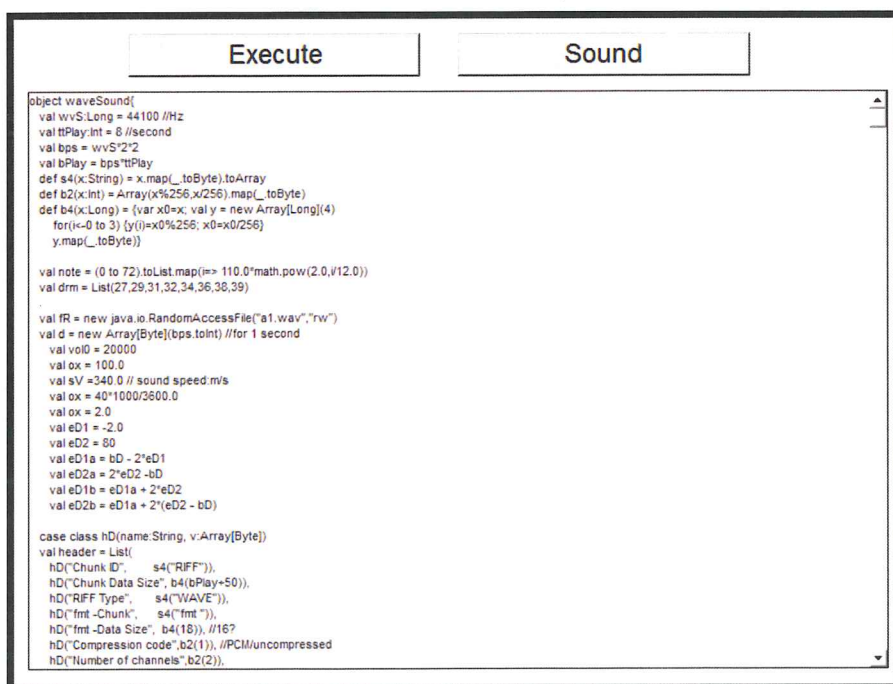 Execute
Sound
object waveSound{
val wvS:Long = 44100 //Hz
val ttPlay:Int = 8 //second
val bps = wvS*2*2
val bPlay = bps*ttPlay
def s4(x:String) = x.map(_.toByte).toArray
def b2(x:Int) = Array(x%256,x/256).map(_.toByte)
def b4(x:Long) = {var x0=x; val y = new Array[Long](4)
for(i<-0 to 3) {y(i)=x0%256; x0=x0/256}
y.map(_.toByte)}
val note = (0 to 72).toList.map(i=> 110.0*math.pow(2.0,i/12.0))
val drm = List(27,29,31,32,34,36,38,39)
.
val fR = new java.io.RandomAccessFile("a1.wav","rw")
val d = new Array[Byte](bps.toInt) //for 1 second
val vol0 = 20000
val ox = 100.0
val sV =340.0 // sound speed:m/s
val ox = 40*1000/3600.0
val ox = 2.0
val eD1 = -2.0
val eD2 = 80
val eD1a = bD - 2*eD1
val eD2a = 2*eD2 -bD
val eD1b = eD1a + 2*eD2
val eD2b = eD1a + 2*(eD2 - bD)
case class hD(name:String, v:Array[Byte])
val header = List(
hD("Chunk ID", s4("RIFF")),
hD("Chunk Data Size", b4(bPlay+50)),
hD("RIFF Type", s4("WAVE")),
hD("fmt -Chunk", s4("fmt ")),
hD("fmt -Data Size", b4(18)), //16?
hD("Compression code",b2(1)), //PCM/uncompressed
hD("Number of channels",b2(2)),